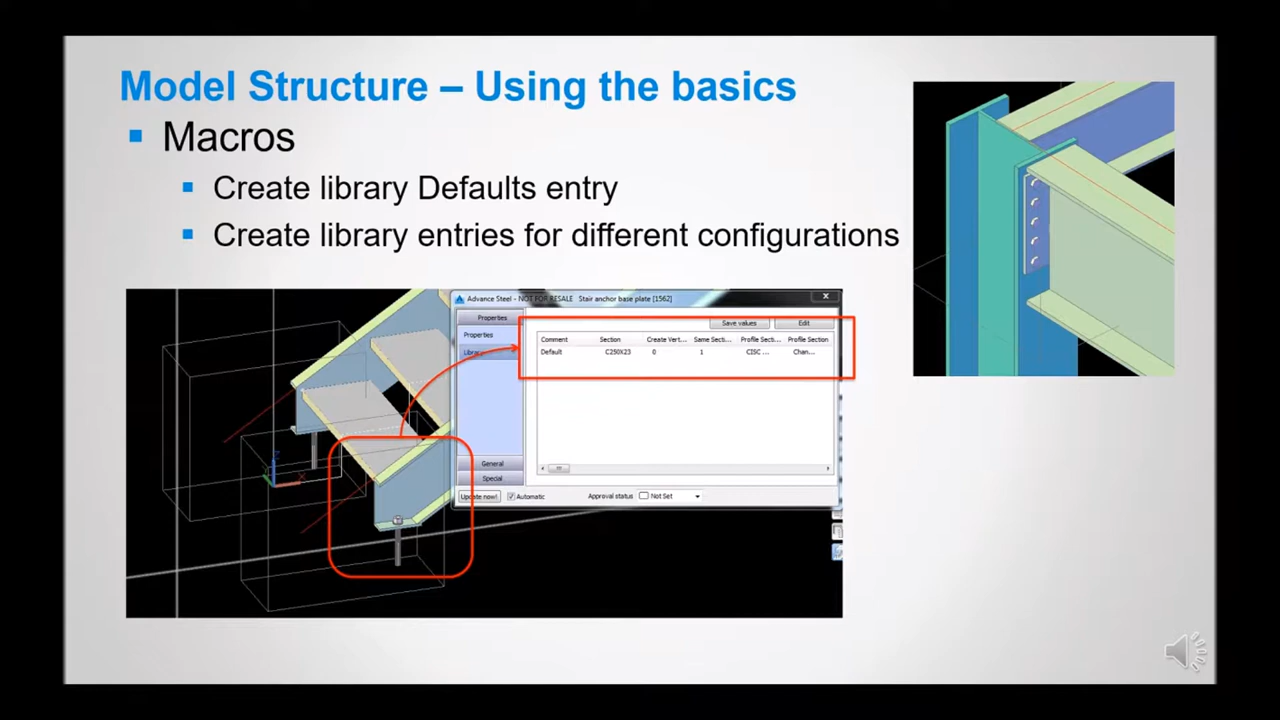 Model Structure – Using the basics
Macros
Create library Defaults entry
Create library entries for different configurations
Advance Steel - NOT FOR RESALE Stair anchor base plate [1562]
Properties
Properties
Library
General
Special
Save values Edit
Comment Section Create Vert... Same Secti... Profile Secti... Profile Section
Default C250X23 0 1 CISC ... Chan...
Update now! Automatic Approval status Not Set